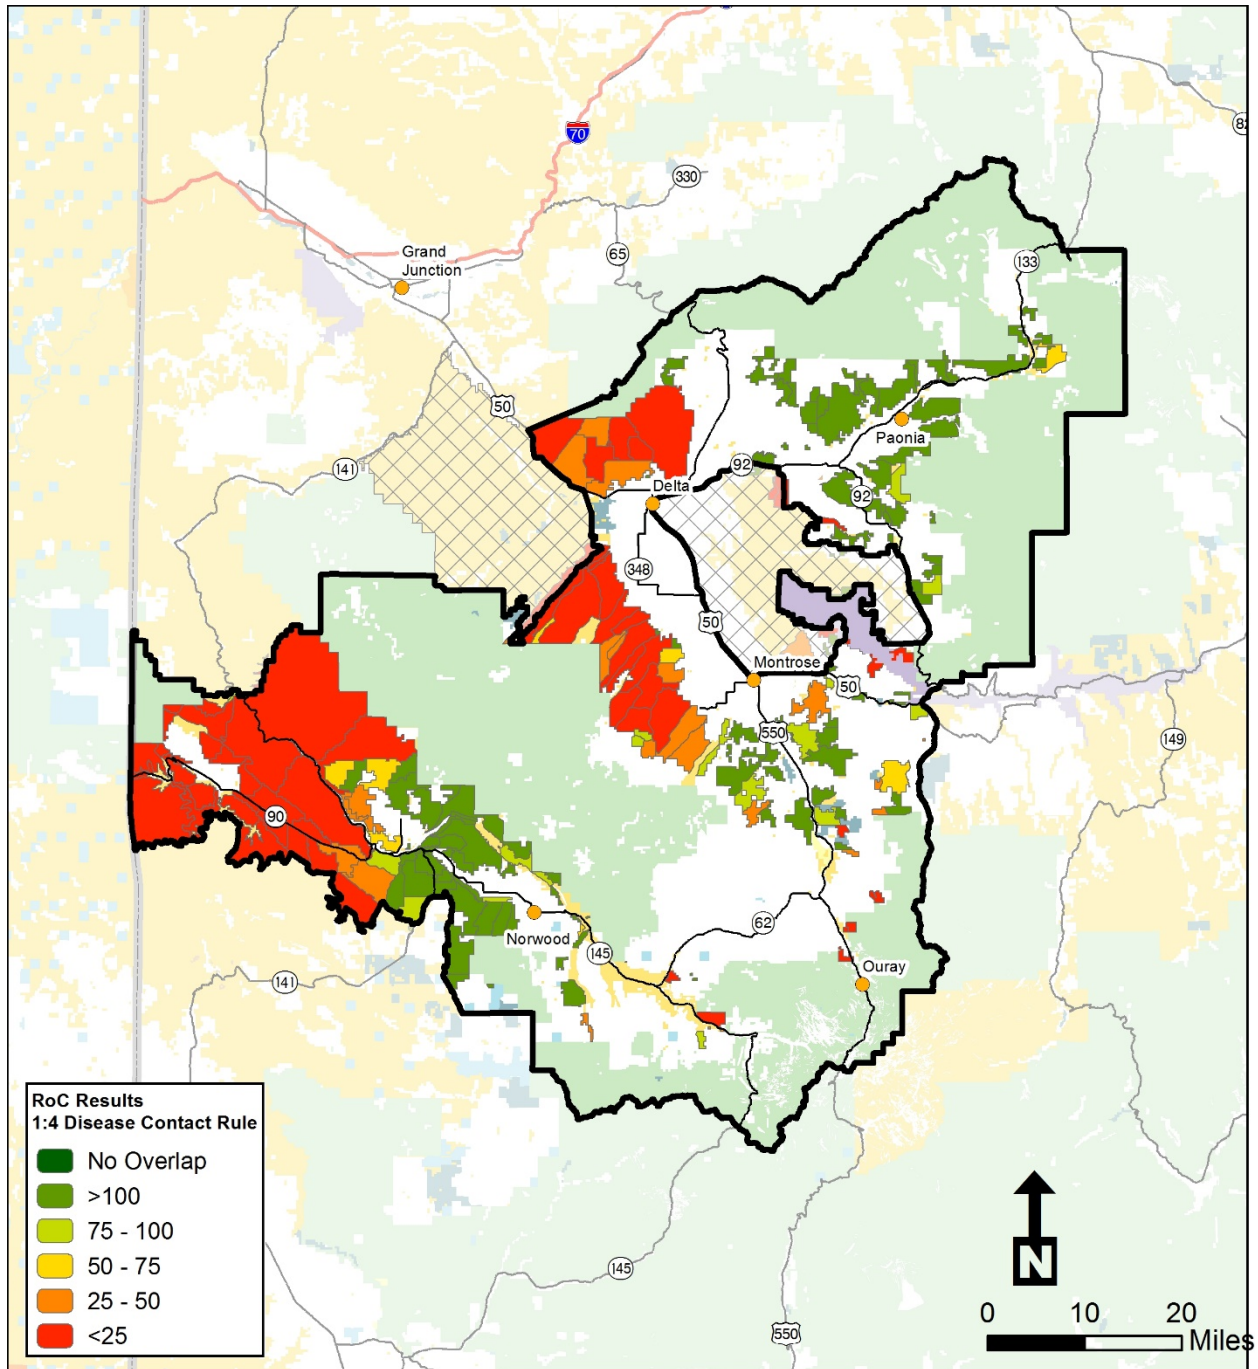 82
70
330
65
Grand
Junction
133
50
141
Paonia
92
Delta
92
348
50
Montrose
50
550
149
90
Norwood
62
145
Ouray
141
145
550
RoC Results
1:4 Disease Contact Rule
No Overlap
>100
75 - 100
50 - 75
25 - 50
<25
N
0 10 20
Miles